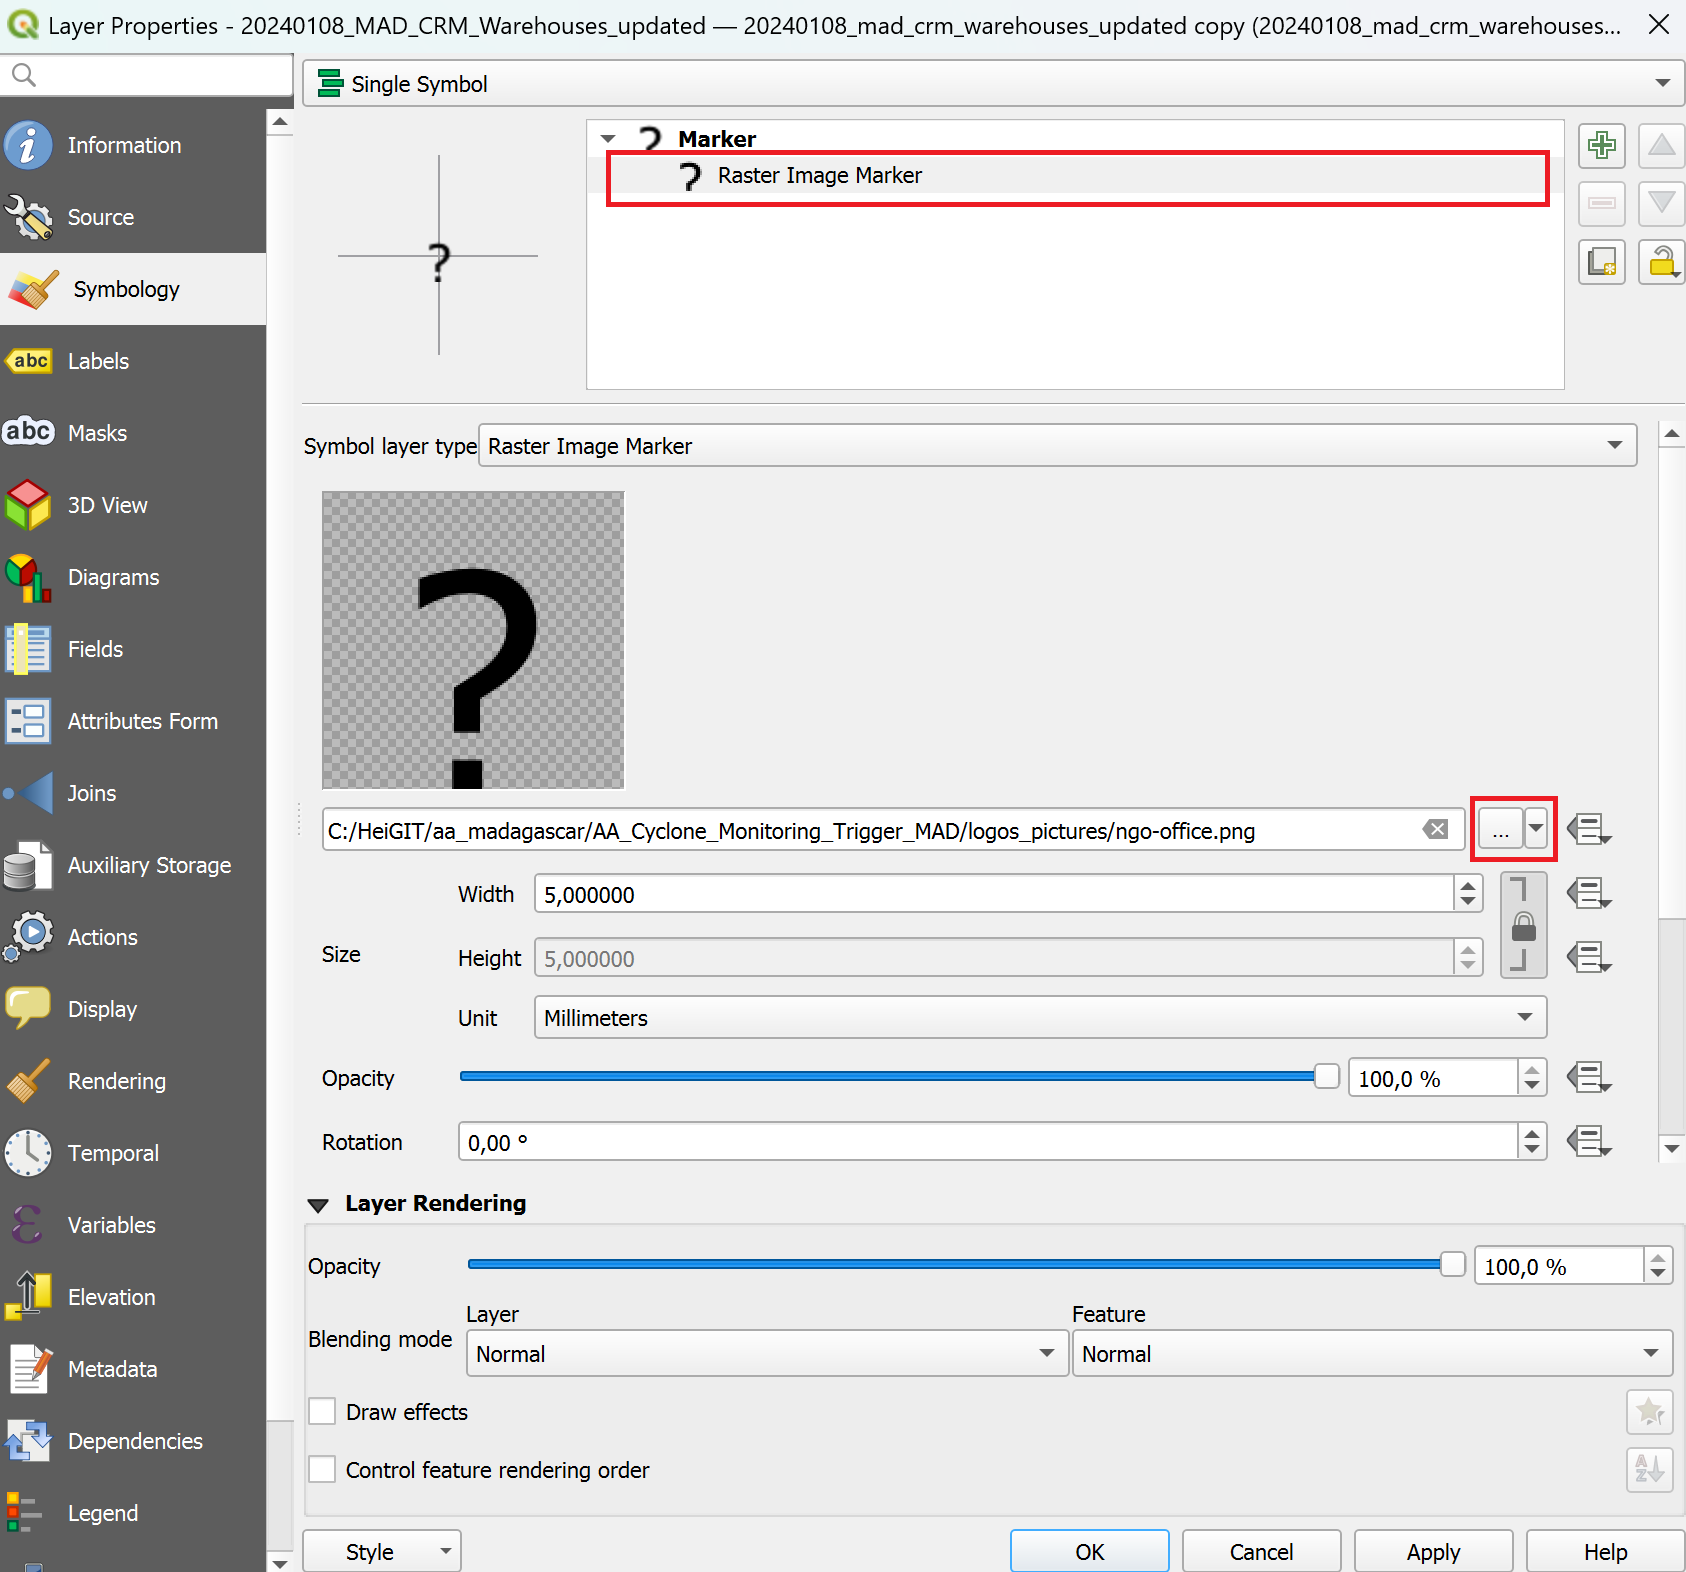 Layer Properties - 20240108_MAD_CRM_Warehouses_updated — 20240108_mad_crm_warehouses_updated copy (20240108_mad_crm_warehouses...
Single Symbol
Information
Source
Symbology
Labels
Masks
3D View
Diagrams
Fields
Attributes Form
Joins
Auxiliary Storage
Actions
Display
Rendering
Temporal
Variables
Elevation
Metadata
Dependencies
Legend
abc
abc
?
? Marker
? Raster Image Marker
Symbol layer type Raster Image Marker
?
C:/HeiGIT/aa_madagascar/AA_Cyclone_Monitoring_Trigger_MAD/logos_pictures/ngo-office.png
...
Size
Width 5,000000
Height 5,000000
Unit Millimeters
Opacity 100,0 %
Rotation 0,00 °
Layer Rendering
Opacity 100,0 %
Layer Feature
Blending mode Normal Normal
Draw effects
Control feature rendering order
AZ
Style OK Cancel Apply Help